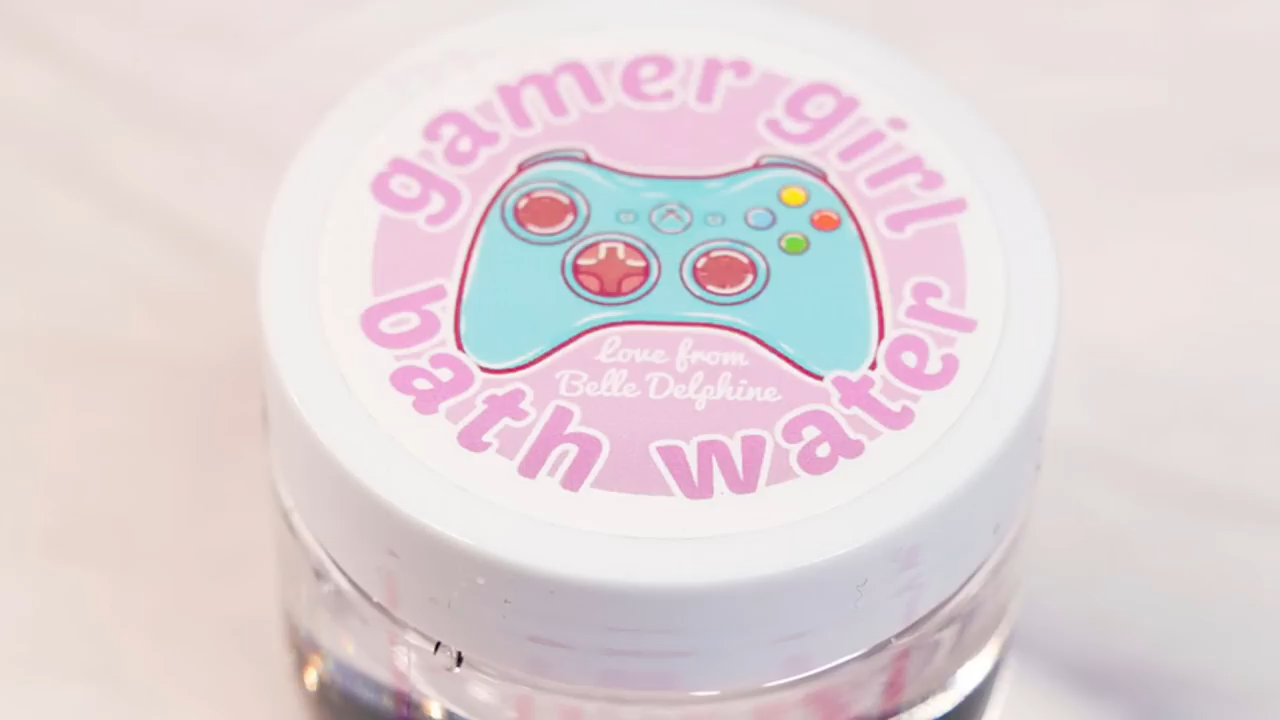 gamer girl
love from
Belle Delphine
bath water